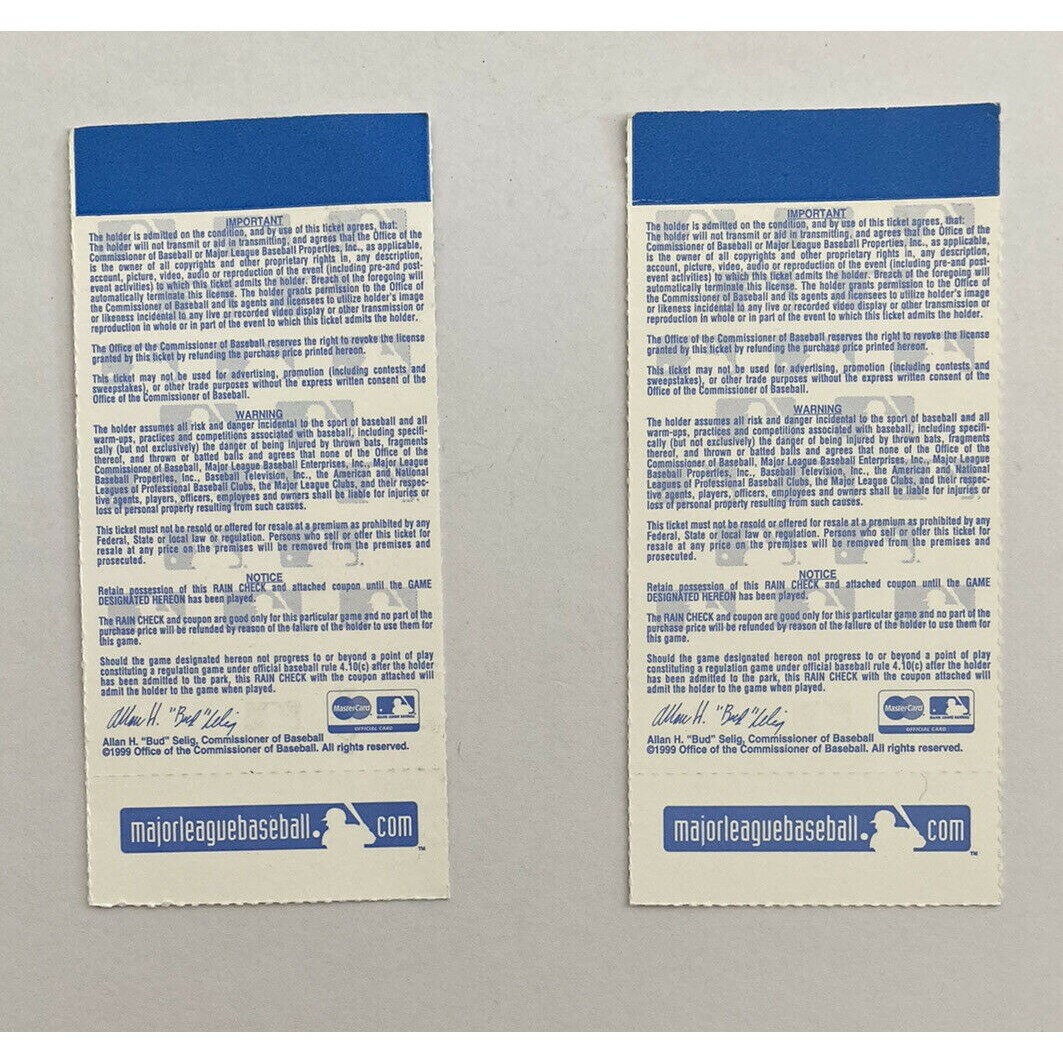 IMPORTANT
The holder is admitted on the condition, and by use of this ticket agrees, that:
The holder will not transmit or aid in transmitting, and agrees that the Office of the
Commissioner of Baseball or Major League Baseball Properties, Inc., as applicable,
is the owner of all copyrights and other proprietary rights in, any description,
account, picture, video, audio or reproduction of the event (including pre-and post-
event activities) to which this ticket admits the holder. Breach of the foregoing will
automatically terminate this license. The holder grants permission to the Office of
the Commissioner of Baseball and its agents and licensees to utilize holder's image
or likeness incidental to any live or recorded video display or other transmission or
reproduction in whole or in part of the event to which this ticket admits the holder.
The Office of the Commissioner of Baseball reserves the right to revoke the license
granted by this ticket by refunding the purchase price printed hereon.
This ticket may not be used for advertising, promotion (including contests and
sweepstakes), or other trade purposes without the express written consent of the
Office of the Commissioner of Baseball.
WARNING
The holder assumes all risk and danger incidental to the sport of baseball and all
warm-ups, practices and competitions associated with baseball, including specifi-
cally (but not exclusively) the danger of being injured by thrown bats, fragments
thereof, and thrown or batted balls and agrees that none of the Office of the
Commissioner of Baseball, Major League Baseball Enterprises, Inc., Major League
Baseball Properties, Inc., Baseball Television, Inc., the American and National
Leagues of Professional Baseball Clubs, the Major League Clubs, and their respec-
tive agents, players, officers, employees and owners shall be liable for injuries or
loss of personal property resulting from such causes.
This ticket must not be resold or offered for resale at a premium as prohibited by any
Federal, State or local law or regulation. Persons who sell or offer this ticket for
resale at any price on the premises will be removed from the premises and
prosecuted.
NOTICE
Retain possession of this RAIN CHECK and attached coupon until the GAME
DESIGNATED HEREON has been played.
The RAIN CHECK and coupon are good only for this particular game and no part of the
purchase price will be refunded by reason of the failure of the holder to use them for
this game.
Should the game designated hereon not progress to or beyond a point of play
constituting a regulation game under official baseball rule 4.10(c) after the holder
has been admitted to the park, this RAIN CHECK with the coupon attached will
admit the holder to the game when played.
Allan H. "Bud" Selig
MasterCard
MAJOR LEAGUE BASEBALL
OFFICIAL CARD
Allan H. "Bud" Selig, Commissioner of Baseball
©1999 Office of the Commissioner of Baseball. All rights reserved.
majorleaguebaseball.com
TM
IMPORTANT
The holder is admitted on the condition, and by use of this ticket agrees, that:
The holder will not transmit or aid in transmitting, and agrees that the Office of the
Commissioner of Baseball or Major League Baseball Properties, Inc., as applicable,
is the owner of all copyrights and other proprietary rights in, any description,
account, picture, video, audio or reproduction of the event (including pre-and post-
event activities) to which this ticket admits the holder. Breach of the foregoing will
automatically terminate this license. The holder grants permission to the Office of
the Commissioner of Baseball and its agents and licensees to utilize holder's image
or likeness incidental to any live or recorded video display or other transmission or
reproduction in whole or in part of the event to which this ticket admits the holder.
The Office of the Commissioner of Baseball reserves the right to revoke the license
granted by this ticket by refunding the purchase price printed hereon.
This ticket may not be used for advertising, promotion (including contests and
sweepstakes), or other trade purposes without the express written consent of the
Office of the Commissioner of Baseball.
WARNING
The holder assumes all risk and danger incidental to the sport of baseball and all
warm-ups, practices and competitions associated with baseball, including specifi-
cally (but not exclusively) the danger of being injured by thrown bats, fragments
thereof, and thrown or batted balls and agrees that none of the Office of the
Commissioner of Baseball, Major League Baseball Enterprises, Inc., Major League
Baseball Properties, Inc., Baseball Television, Inc., the American and National
Leagues of Professional Baseball Clubs, the Major League Clubs, and their respec-
tive agents, players, officers, employees and owners shall be liable for injuries or
loss of personal property resulting from such causes.
This ticket must not be resold or offered for resale at a premium as prohibited by any
Federal, State or local law or regulation. Persons who sell or offer this ticket for
resale at any price on the premises will be removed from the premises and
prosecuted.
NOTICE
Retain possession of this RAIN CHECK and attached coupon until the GAME
DESIGNATED HEREON has been played.
The RAIN CHECK and coupon are good only for this particular game and no part of the
purchase price will be refunded by reason of the failure of the holder to use them for
this game.
Should the game designated hereon not progress to or beyond a point of play
constituting a regulation game under official baseball rule 4.10(c) after the holder
has been admitted to the park, this RAIN CHECK with the coupon attached will
admit the holder to the game when played.
Allan H. "Bud" Selig
MasterCard
MAJOR LEAGUE BASEBALL
OFFICIAL CARD
Allan H. "Bud" Selig, Commissioner of Baseball
©1999 Office of the Commissioner of Baseball. All rights reserved.
majorleaguebaseball.com
TM